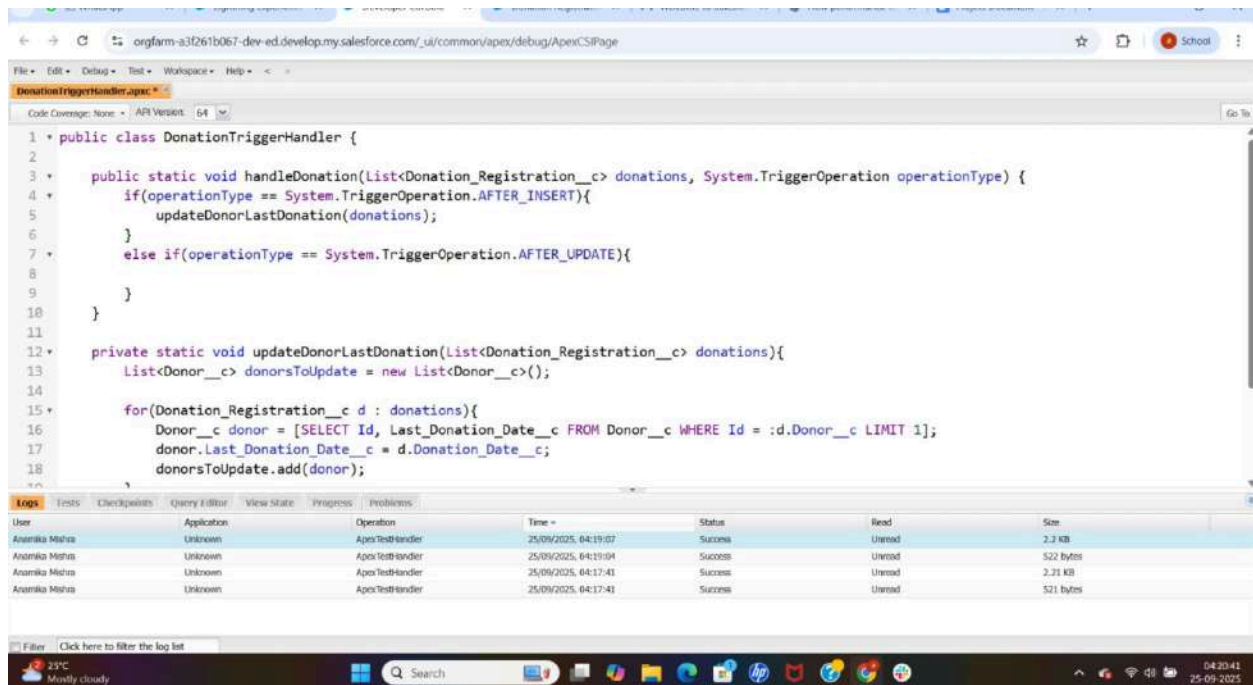 orgfarm-a3f261b067-dev-ed.develop.my.salesforce.com/_ui/common/apex/debug/ApexCSIPage
School
File Edit Debug Test Workspace Help < >
DonationTriggerHandler.apxc *
Code Coverage: None API Version: 64
Go To
1 public class DonationTriggerHandler {
2
3 public static void handleDonation(List<Donation_Registration__c> donations, System.TriggerOperation operationType) {
4 if(operationType == System.TriggerOperation.AFTER_INSERT){
5 updateDonorLastDonation(donations);
6 }
7 else if(operationType == System.TriggerOperation.AFTER_UPDATE){
8
9 }
10 }
11
12 private static void updateDonorLastDonation(List<Donation_Registration__c> donations){
13 List<Donor__c> donorsToUpdate = new List<Donor__c>();
14
15 for(Donation_Registration__c d : donations){
16 Donor__c donor = [SELECT Id, Last_Donation_Date__c FROM Donor__c WHERE Id = :d.Donor__c LIMIT 1];
17 donor.Last_Donation_Date__c = d.Donation_Date__c;
18 donorsToUpdate.add(donor);
Logs Tests Checkpoints Query Editor View State Progress Problems
User Application Operation Time Status Read Size
Anamika Mishra Unknown ApexTestHandler 25/09/2025, 04:19:07 Success Unread 2.2 KB
Anamika Mishra Unknown ApexTestHandler 25/09/2025, 04:19:04 Success Unread 522 bytes
Anamika Mishra Unknown ApexTestHandler 25/09/2025, 04:17:41 Success Unread 2.21 KB
Anamika Mishra Unknown ApexTestHandler 25/09/2025, 04:17:41 Success Unread 521 bytes
Filter Click here to filter the log list
25°C
Mostly cloudy
Search
04:20:41
25-09-2025